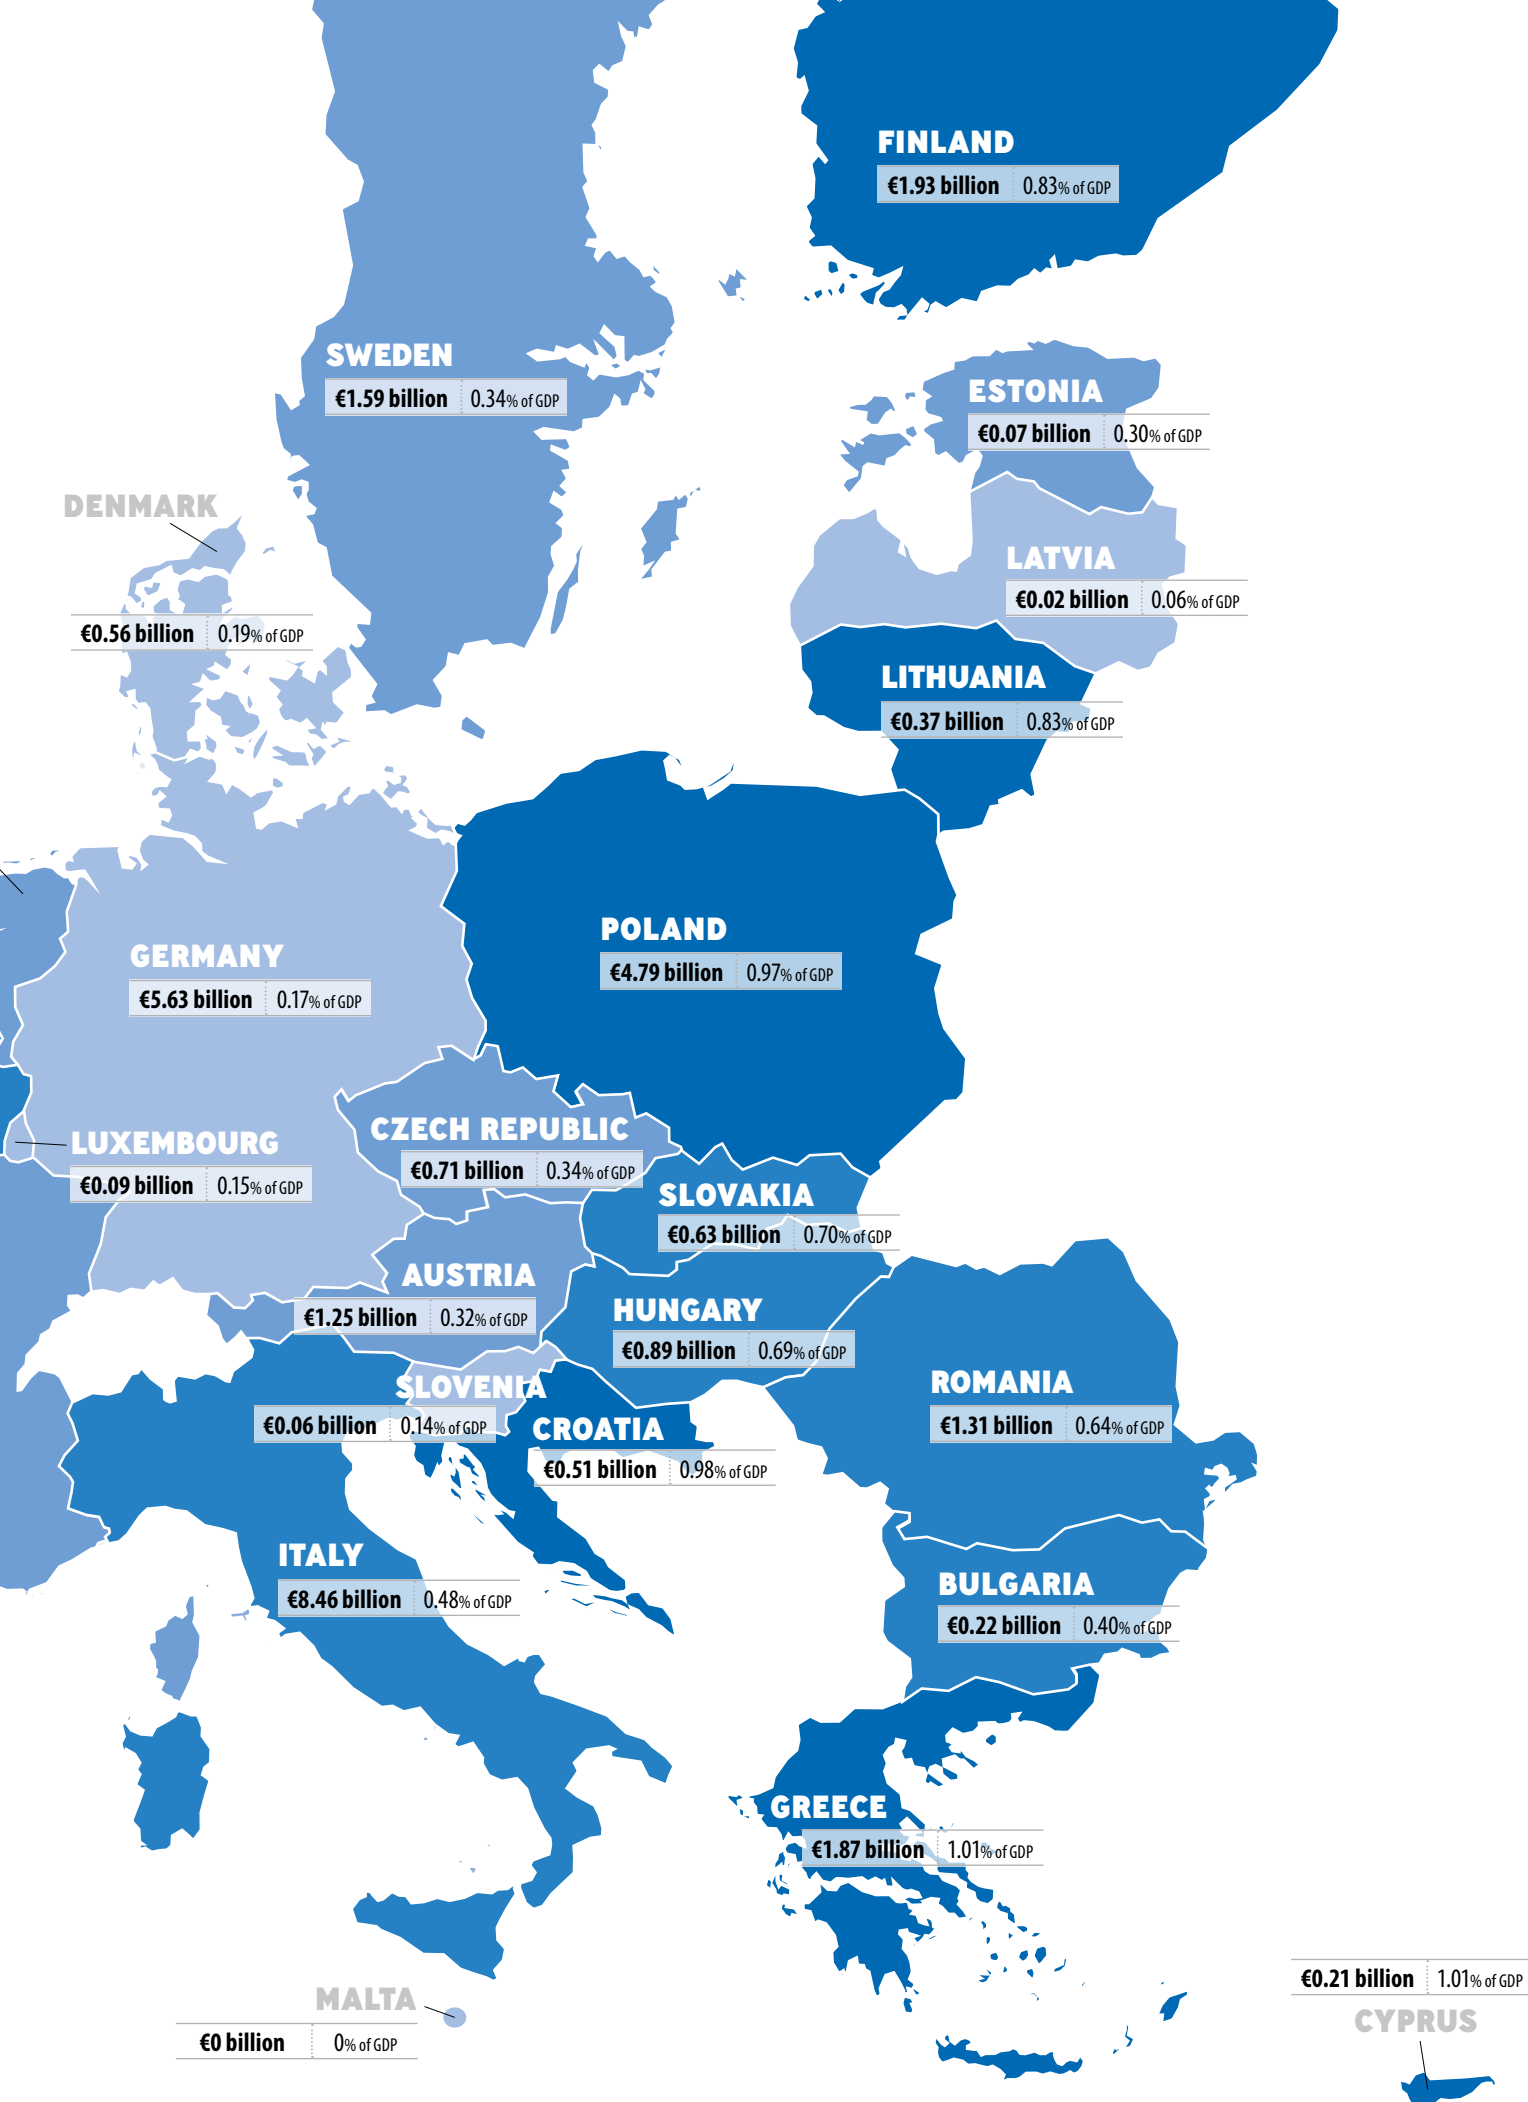 FINLAND
€1.93 billion 0.83% of GDP
SWEDEN
€1.59 billion 0.34% of GDP
ESTONIA
€0.07 billion 0.30% of GDP
DENMARK
€0.56 billion 0.19% of GDP
LATVIA
€0.02 billion 0.06% of GDP
LITHUANIA
€0.37 billion 0.83% of GDP
POLAND
€4.79 billion 0.97% of GDP
GERMANY
€5.63 billion 0.17% of GDP
CZECH REPUBLIC
€0.71 billion 0.34% of GDP
LUXEMBOURG
€0.09 billion 0.15% of GDP
SLOVAKIA
€0.63 billion 0.70% of GDP
AUSTRIA
€1.25 billion 0.32% of GDP
HUNGARY
€0.89 billion 0.69% of GDP
ROMANIA
€1.31 billion 0.64% of GDP
SLOVENIA
€0.06 billion 0.14% of GDP
CROATIA
€0.51 billion 0.98% of GDP
ITALY
€8.46 billion 0.48% of GDP
BULGARIA
€0.22 billion 0.40% of GDP
GREECE
€1.87 billion 1.01% of GDP
€0.21 billion 1.01% of GDP
CYPRUS
MALTA
€0 billion 0% of GDP